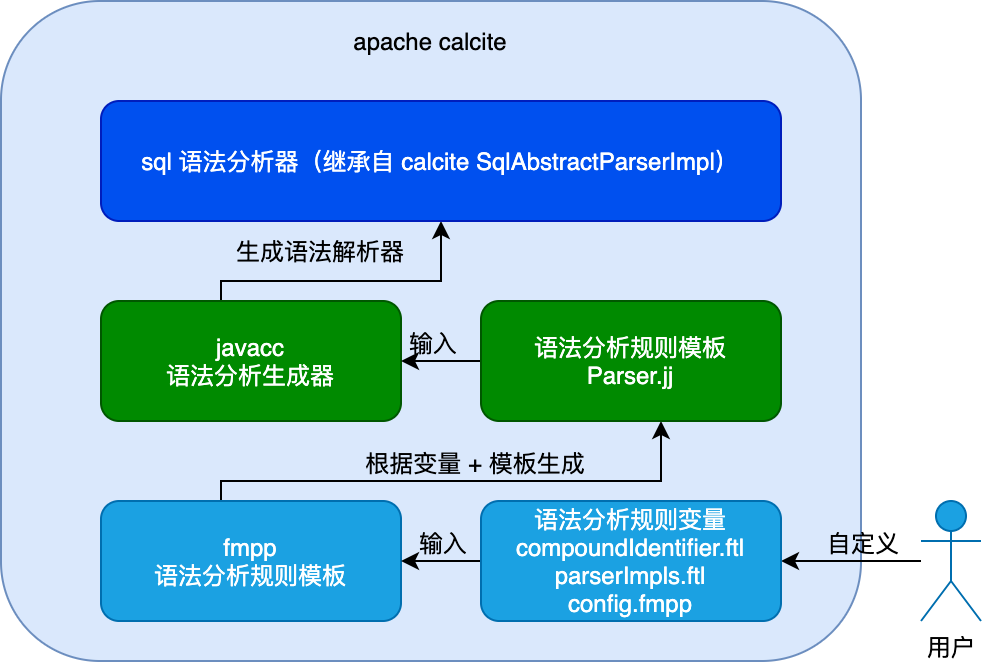 apache calcite
sql 语法分析器（继承自 calcite SqlAbstractParserImpl）
生成语法解析器
javacc
语法分析生成器
输入
语法分析规则模板
Parser.jj
根据变量 + 模板生成
fmpp
语法分析规则模板
输入
语法分析规则变量
compoundIdentifier.ftl
parserImpls.ftl
config.fmpp
自定义
用户